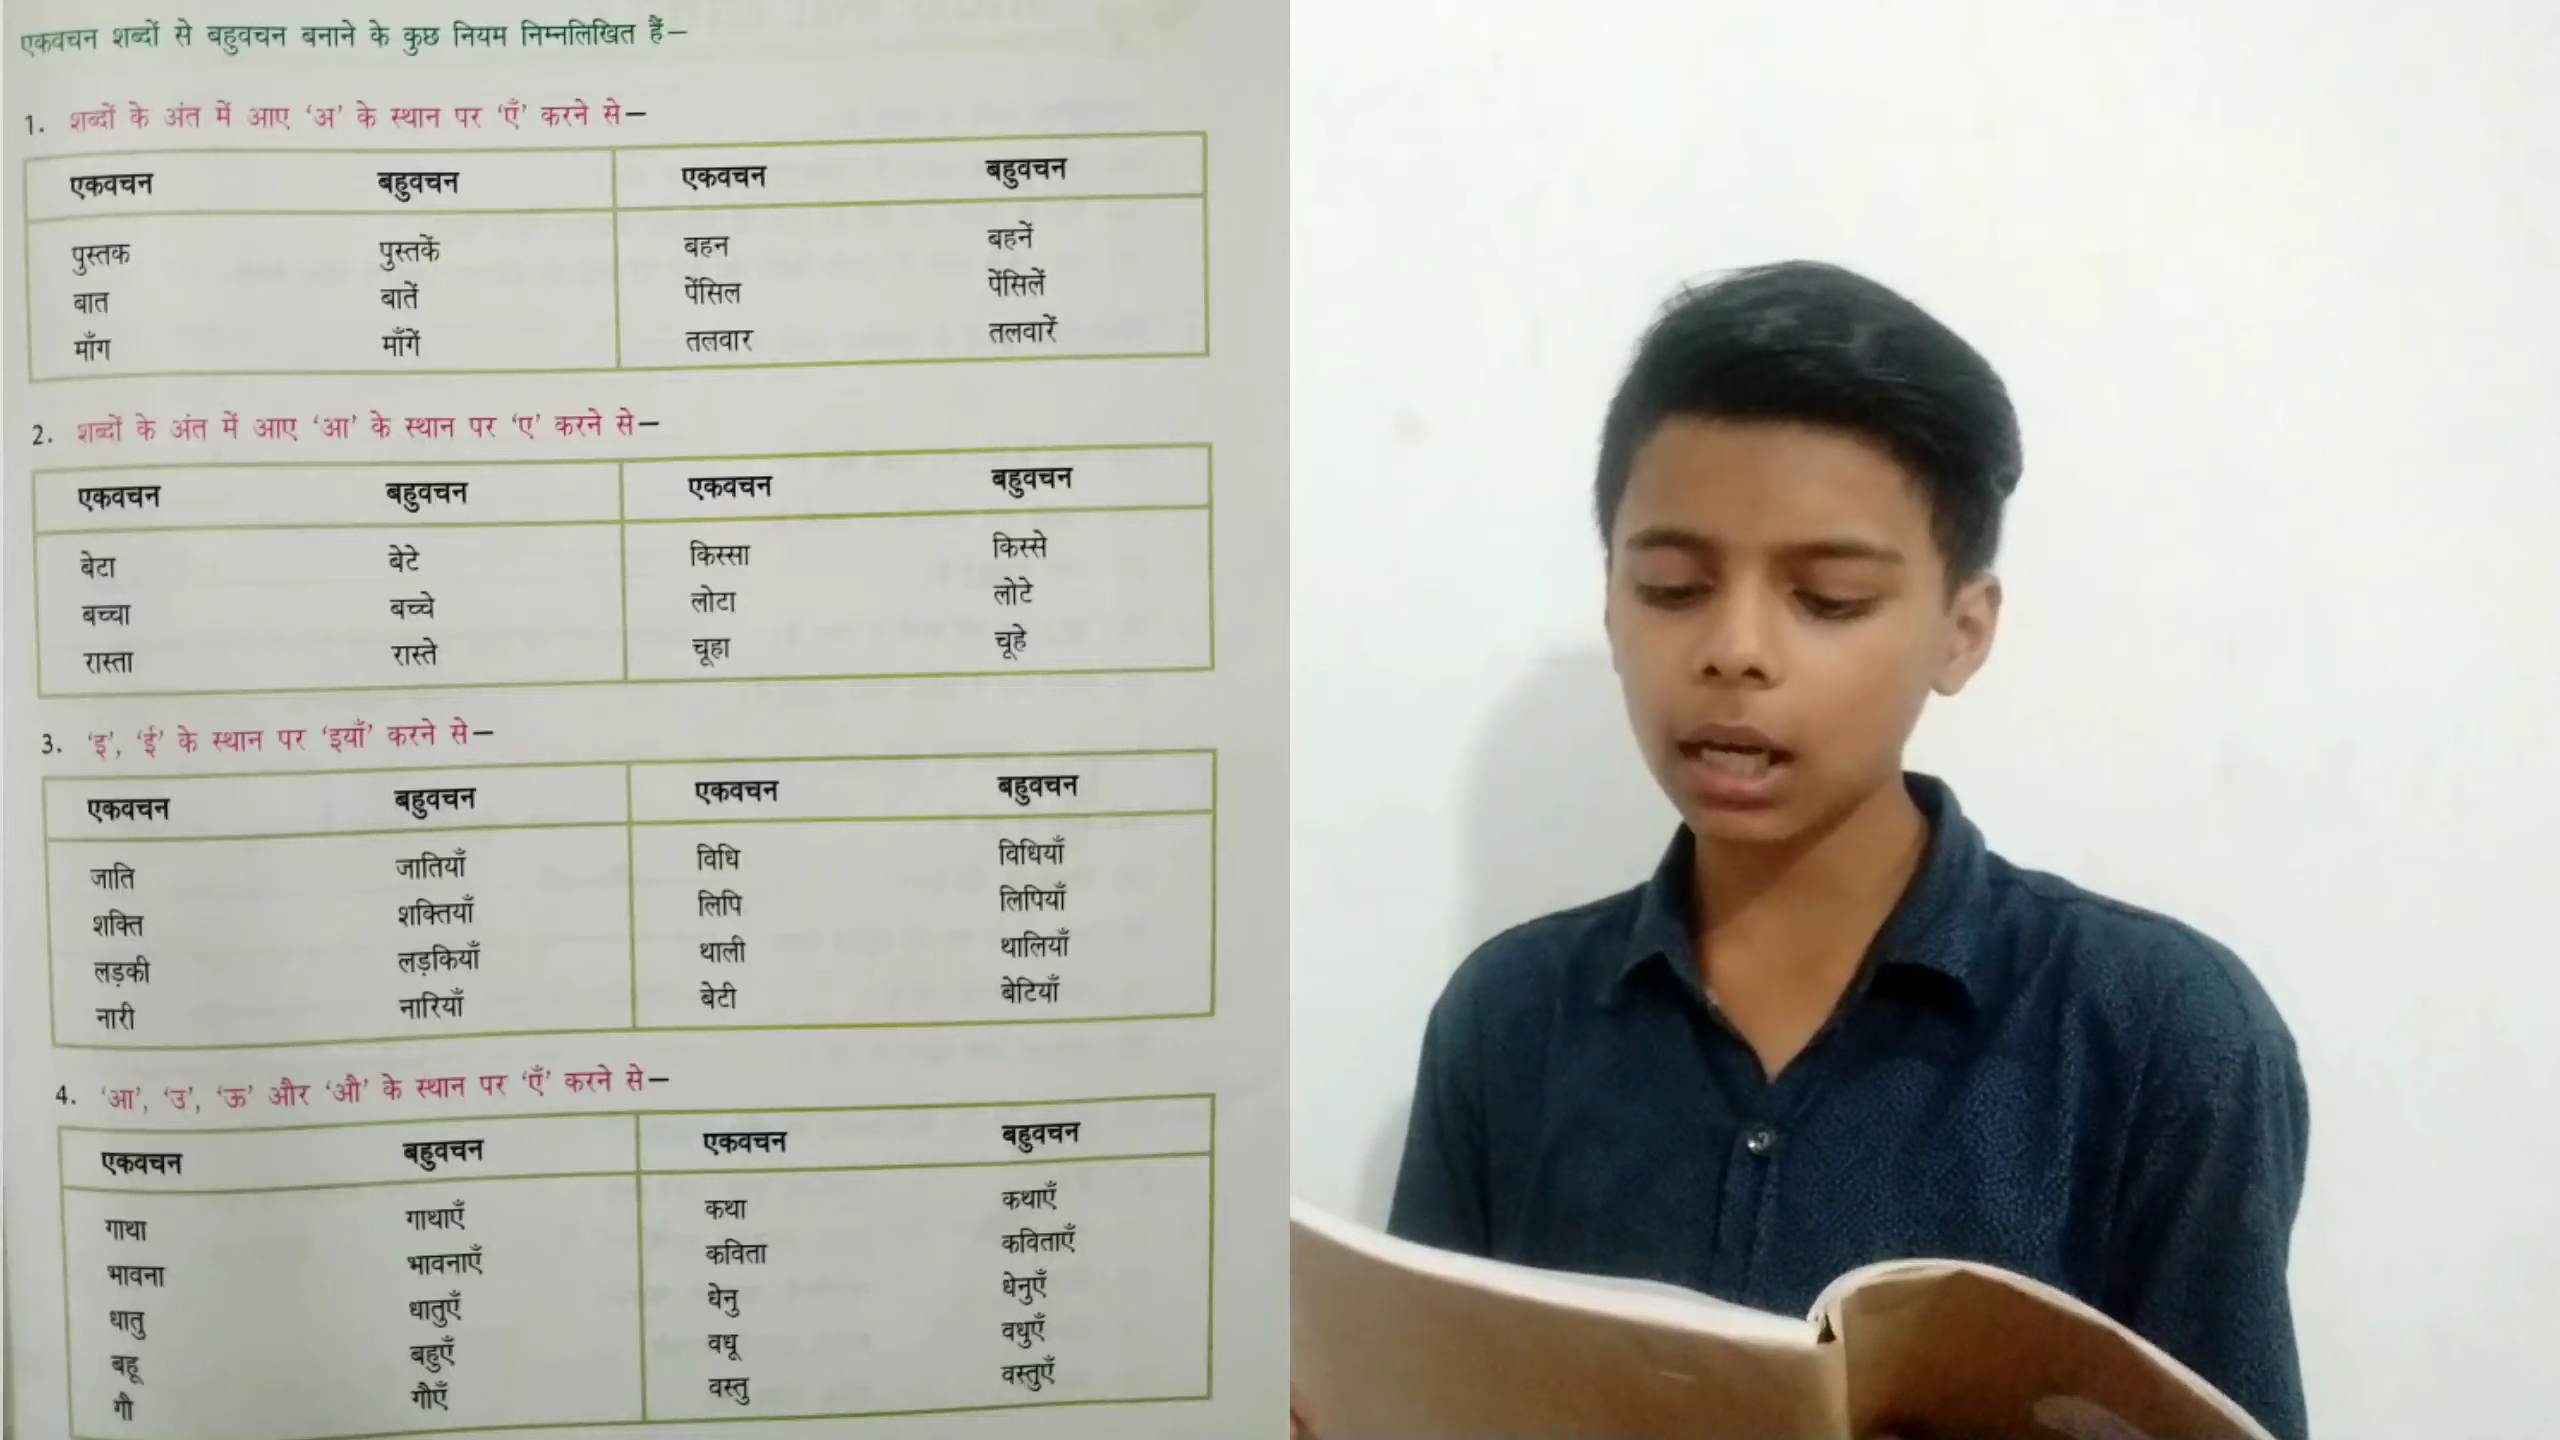 एकवचन शब्दों से बहुवचन बनाने के कुछ नियम निम्नलिखित हैं—
1. शब्दों के अंत में आए ‘अ’ के स्थान पर ‘एँ’ करने से—
एकवचन बहुवचन एकवचन बहुवचन
पुस्तक पुस्तकें बहन बहनें
बात बातें पेंसिल पेंसिलें
माँग माँगें तलवार तलवारें
2. शब्दों के अंत में आए ‘आ’ के स्थान पर ‘ए’ करने से—
एकवचन बहुवचन एकवचन बहुवचन
बेटा बेटे किस्सा किस्से
बच्चा बच्चे लोटा लोटे
रास्ता रास्ते चूहा चूहे
3. ‘इ’, ‘ई’ के स्थान पर ‘इयाँ’ करने से—
एकवचन बहुवचन एकवचन बहुवचन
जाति जातियाँ विधि विधियाँ
शक्ति शक्तियाँ लिपि लिपियाँ
लड़की लड़कियाँ थाली थालियाँ
नारी नारियाँ बेटी बेटियाँ
4. ‘आ’, ‘उ’, ‘ऊ’ और ‘औ’ के स्थान पर ‘एँ’ करने से—
एकवचन बहुवचन एकवचन बहुवचन
गाथा गाथाएँ कथा कथाएँ
भावना भावनाएँ कविता कविताएँ
धातु धातुएँ धेनु धेनुएँ
बहू बहुएँ वधू वधुएँ
गौ गौएँ वस्तु वस्तुएँ